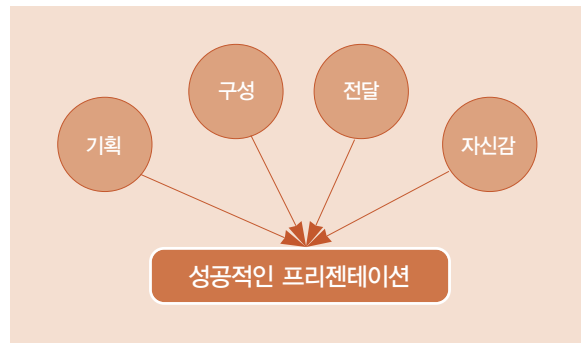 기획
구성
전달
자신감
성공적인 프리젠테이션